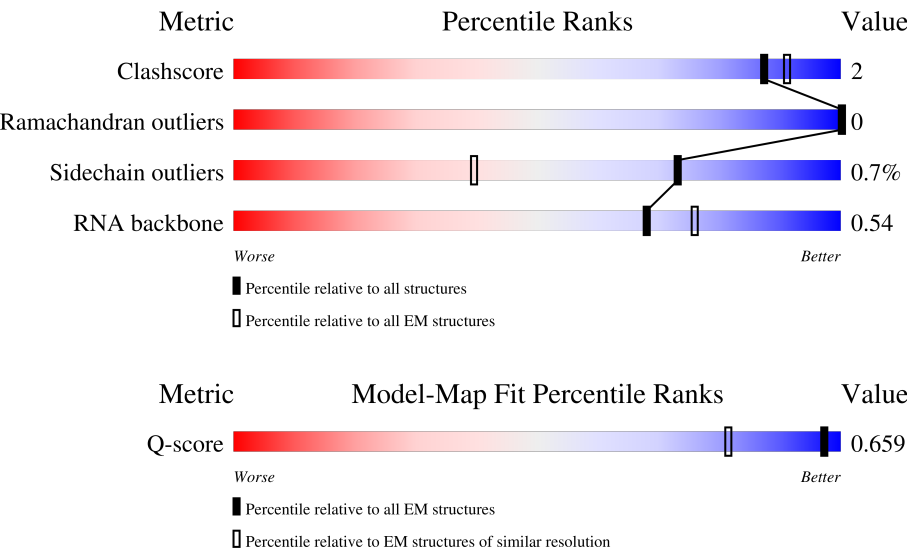 Metric Percentile Ranks Value
Clashscore 2
Ramachandran outliers 0
Sidechain outliers 0.7%
RNA backbone 0.54
Worse Better
Percentile relative to all structures
Percentile relative to all EM structures
Metric Model-Map Fit Percentile Ranks Value
Q-score 0.659
Worse Better
Percentile relative to all EM structures
Percentile relative to EM structures of similar resolution